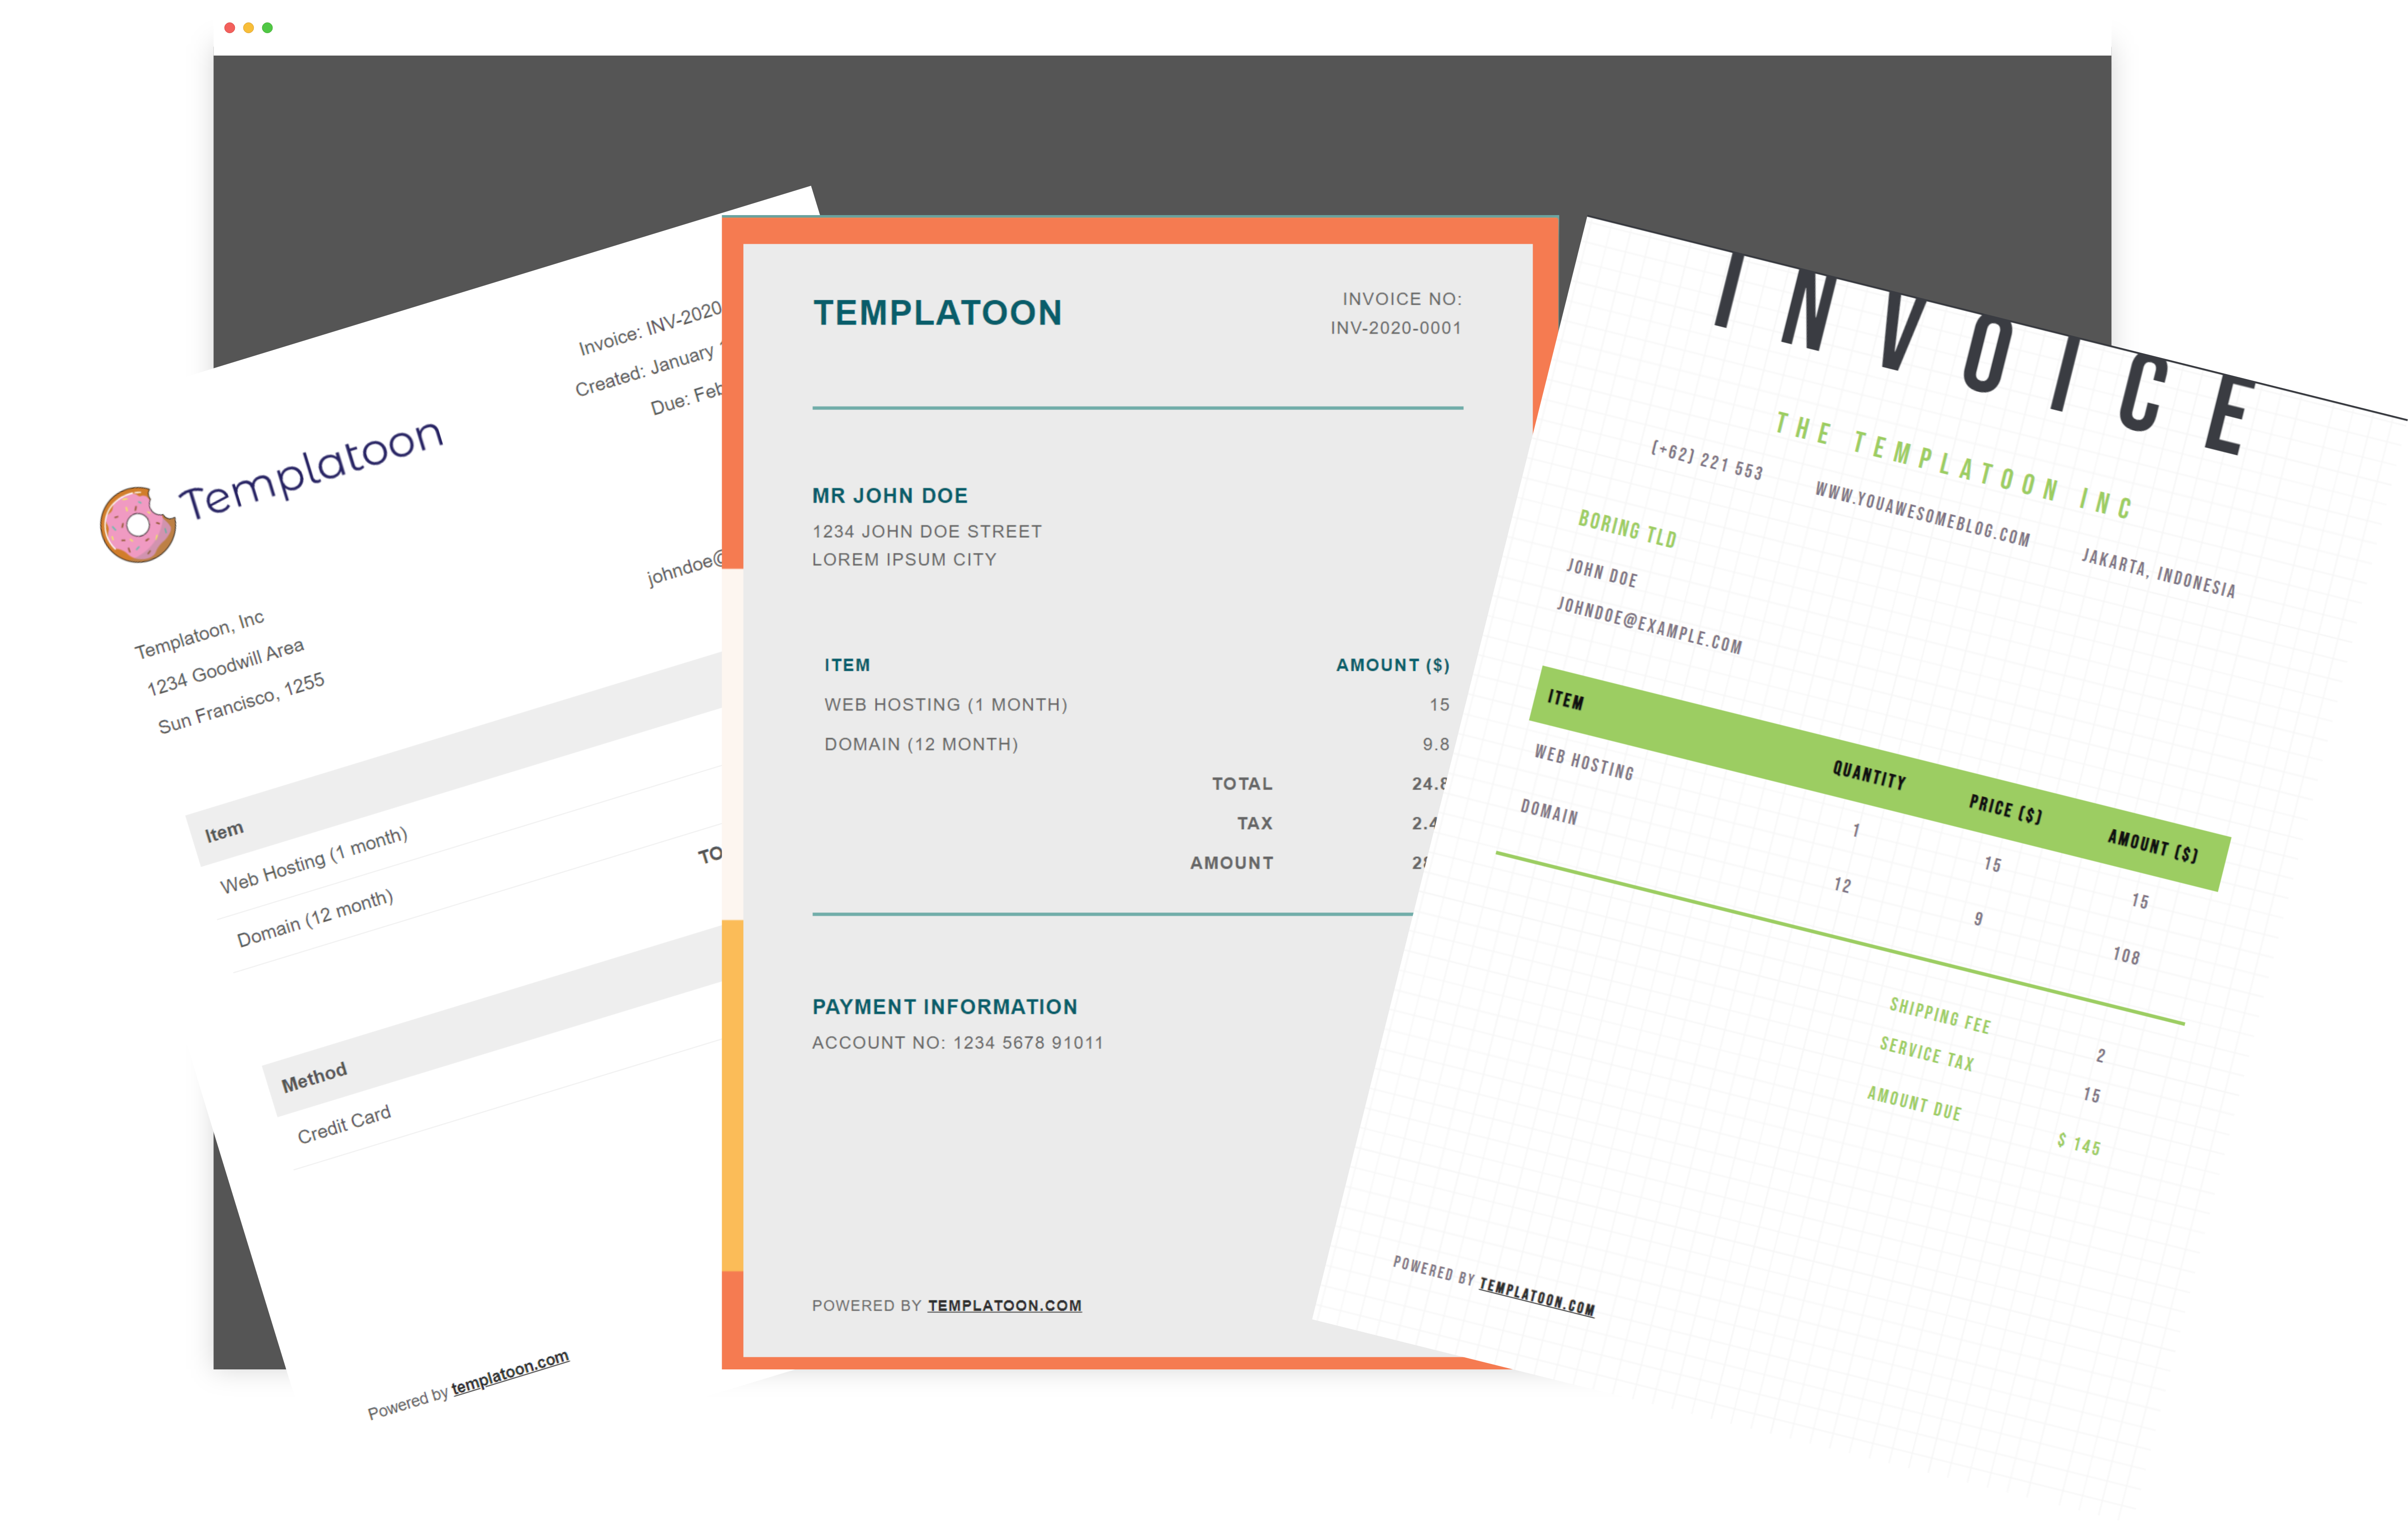 Invoice: INV-2020
Created: January
Due: Feb
Templatoon
johndoe@
Templatoon, Inc
1234 Goodwill Area
Sun Francisco, 1255
Item
Web Hosting (1 month)
Domain (12 month)
TO
Method
Credit Card
Powered by templatoon.com
TEMPLATOON
INVOICE NO:
INV-2020-0001
MR JOHN DOE
1234 JOHN DOE STREET
LOREM IPSUM CITY
ITEM AMOUNT ($)
WEB HOSTING (1 MONTH) 15
DOMAIN (12 MONTH) 9.8
TOTAL 24.8
TAX
AMOUNT
PAYMENT INFORMATION
ACCOUNT NO: 1234 5678 91011
POWERED BY TEMPLATOON.COM
INVOICE
THE TEMPLATOON INC
(+62) 221 553 WWW.YOUAWESOMEBLOG.COM JAKARTA, INDONESIA
BORING TLD
JOHN DOE
JOHNDOE@EXAMPLE.COM
ITEM QUANTITY PRICE ($) AMOUNT ($)
WEB HOSTING 1 15 15
DOMAIN 12 9 108
SHIPPING FEE 2
SERVICE TAX 15
AMOUNT DUE $ 145
POWERED BY TEMPLATOON.COM